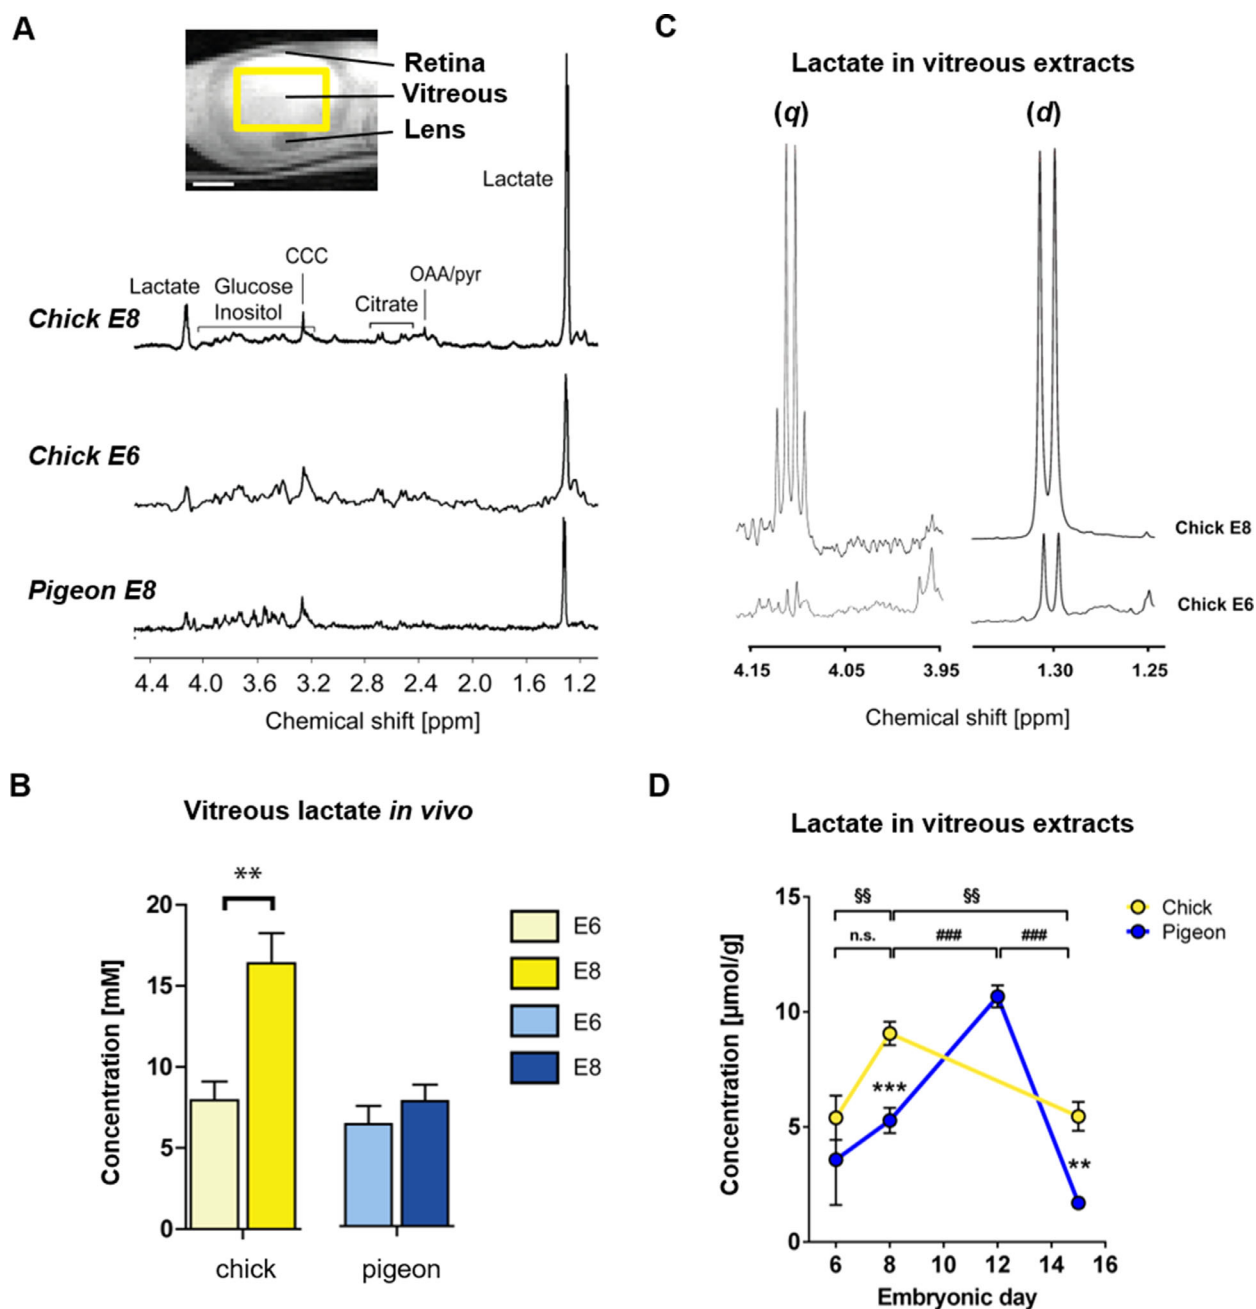 A
Retina
Vitreous
Lens
Lactate
CCC
OAA/pyr
Lactate
Glucose
Inositol
Citrate
Chick E8
Chick E6
Pigeon E8
4.4 4.0 3.6 3.2 2.8 2.4 2.0 1.6 1.2
Chemical shift [ppm]
C
Lactate in vitreous extracts
(q) (d)
Chick E8
Chick E6
4.15 4.05 3.95 1.30 1.25
Chemical shift [ppm]
B
Vitreous lactate in vivo
**
20
15
10
5
0
Concentration [mM]
chick pigeon
E6
E8
E6
E8
D
Lactate in vitreous extracts
15
10
5
0
Concentration [µmol/g]
§§ §§
n.s. ### ###
***
**
Chick
Pigeon
6 8 10 12 14 16
Embryonic day